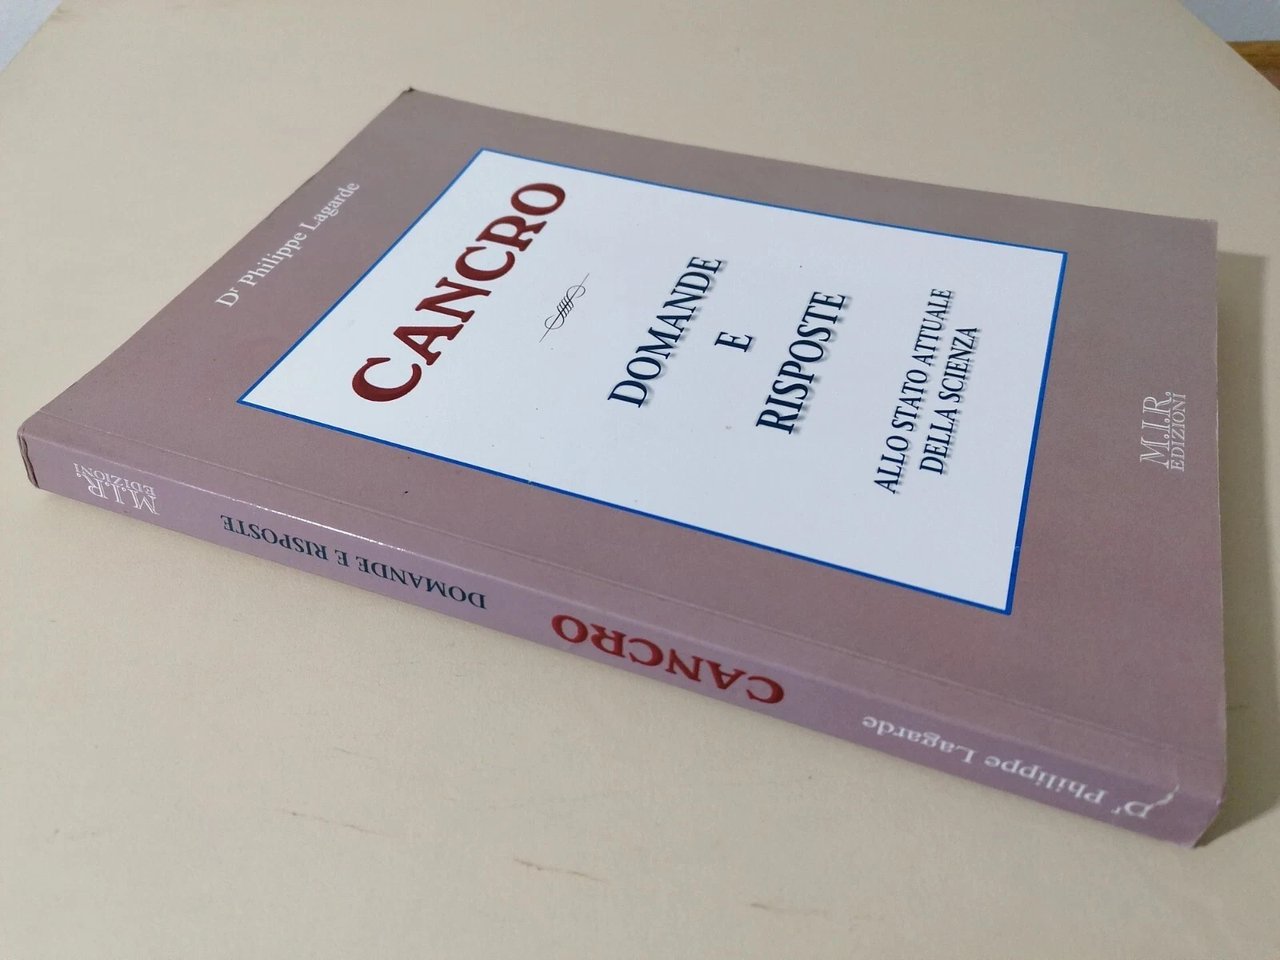 Dr Philippe Lagarde
CANCRO
DOMANDE
E
RISPOSTE
ALLO STATO ATTUALE
DELLA SCIENZA
M.I.R.
EDIZIONI
Dr Philippe Lagarde
CANCRO
DOMANDE E RISPOSTE
M.I.R.
EDIZIONI